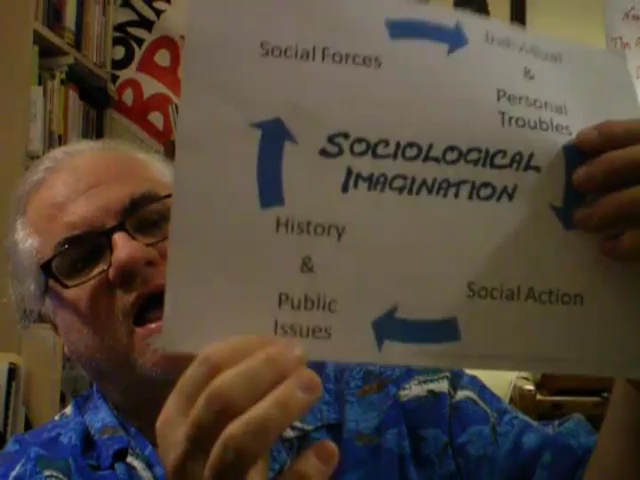 Social Forces
Individual
&
Personal
Troubles
SOCIOLOGICAL
IMAGINATION
History
&
Public
Issues
Social Action